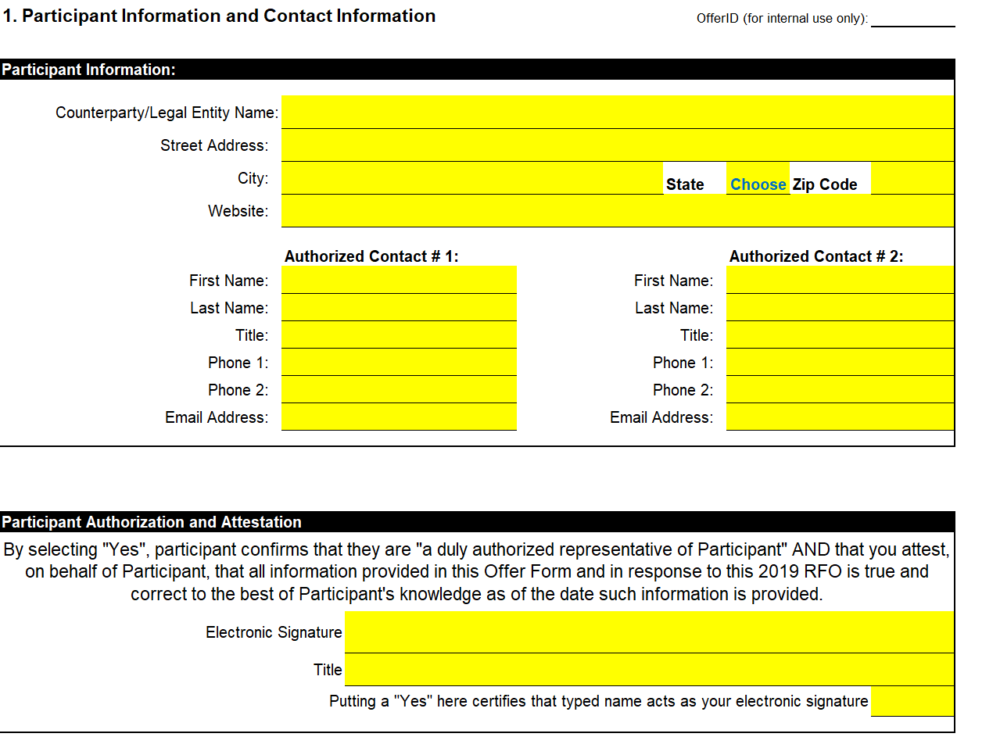 1. Participant Information and Contact Information
OfferID (for internal use only):
Participant Information:
Counterparty/Legal Entity Name:
Street Address:
City: State Choose Zip Code
Website:
Authorized Contact # 1: Authorized Contact # 2:
First Name: First Name:
Last Name: Last Name:
Title: Title:
Phone 1: Phone 1:
Phone 2: Phone 2:
Email Address: Email Address:
Participant Authorization and Attestation
By selecting "Yes", participant confirms that they are "a duly authorized representative of Participant" AND that you attest,
on behalf of Participant, that all information provided in this Offer Form and in response to this 2019 RFO is true and
correct to the best of Participant's knowledge as of the date such information is provided.
Electronic Signature
Title
Putting a "Yes" here certifies that typed name acts as your electronic signature